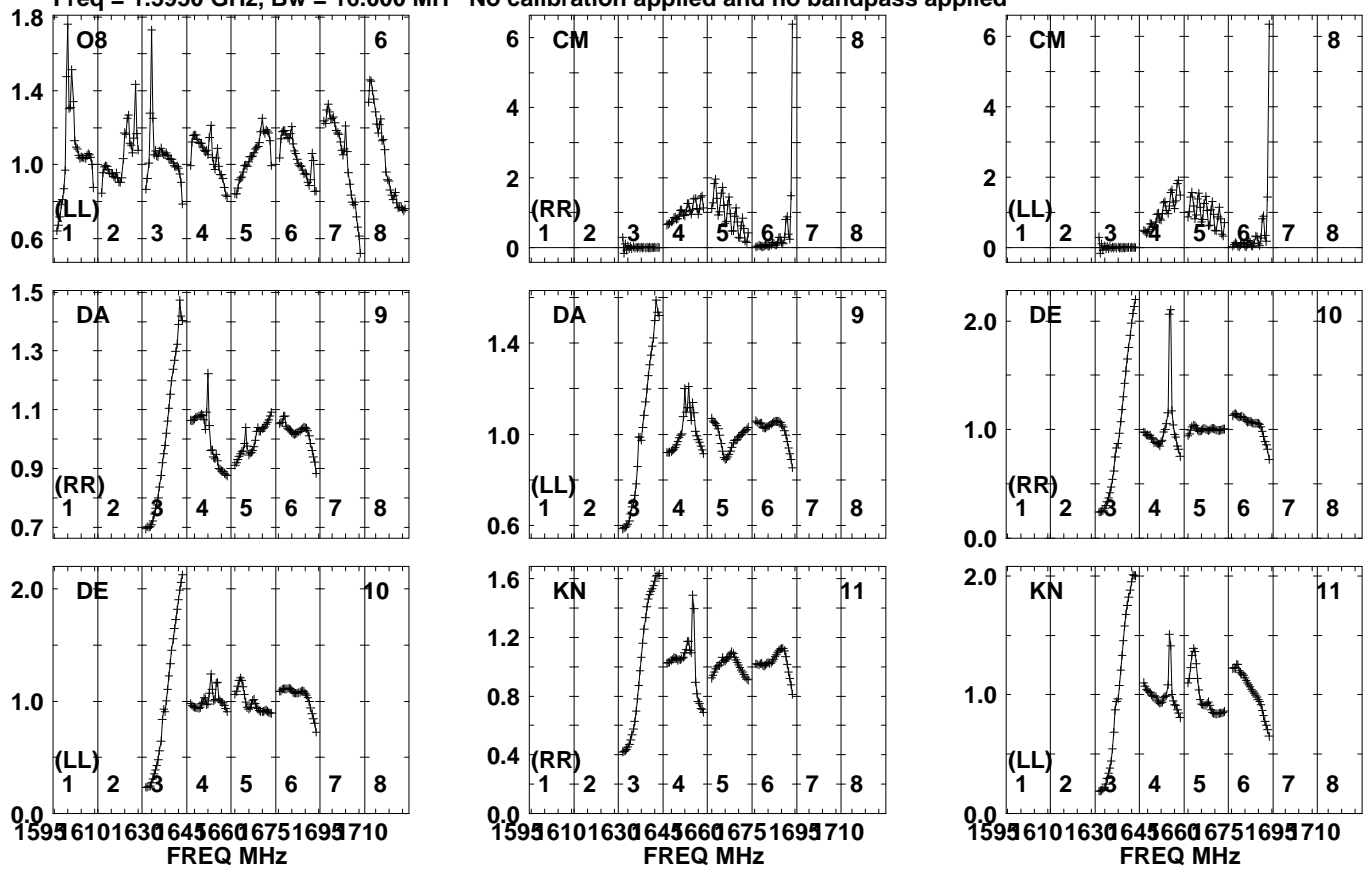 Freq = 1.5950 GHz, Bw = 16.000 MH No calibration applied and no bandpass applied
1.8
1.4
1.0
0.6
O8 6
(LL)
1 2 3 4 5 6 7 8
6
4
2
0
CM 8
(RR)
1 2 3 4 5 6 7 8
6
4
2
0
CM 8
(LL)
1 2 3 4 5 6 7 8
1.5
1.3
1.1
0.9
0.7
DA 9
(RR)
1 2 3 4 5 6 7 8
1.4
1.0
0.6
DA 9
(LL)
1 2 3 4 5 6 7 8
2.0
1.0
0.0
DE 10
(RR)
1 2 3 4 5 6 7 8
2.0
1.0
0.0
DE 10
(LL)
1 2 3 4 5 6 7 8
1595 1610 1630 1645 1660 1675 1695 1710
FREQ MHz
1.6
1.2
0.8
0.4
0.0
KN 11
(RR)
1 2 3 4 5 6 7 8
1595 1610 1630 1645 1660 1675 1695 1710
FREQ MHz
2.0
1.0
0.0
KN 11
(LL)
1 2 3 4 5 6 7 8
1595 1610 1630 1645 1660 1675 1695 1710
FREQ MHz